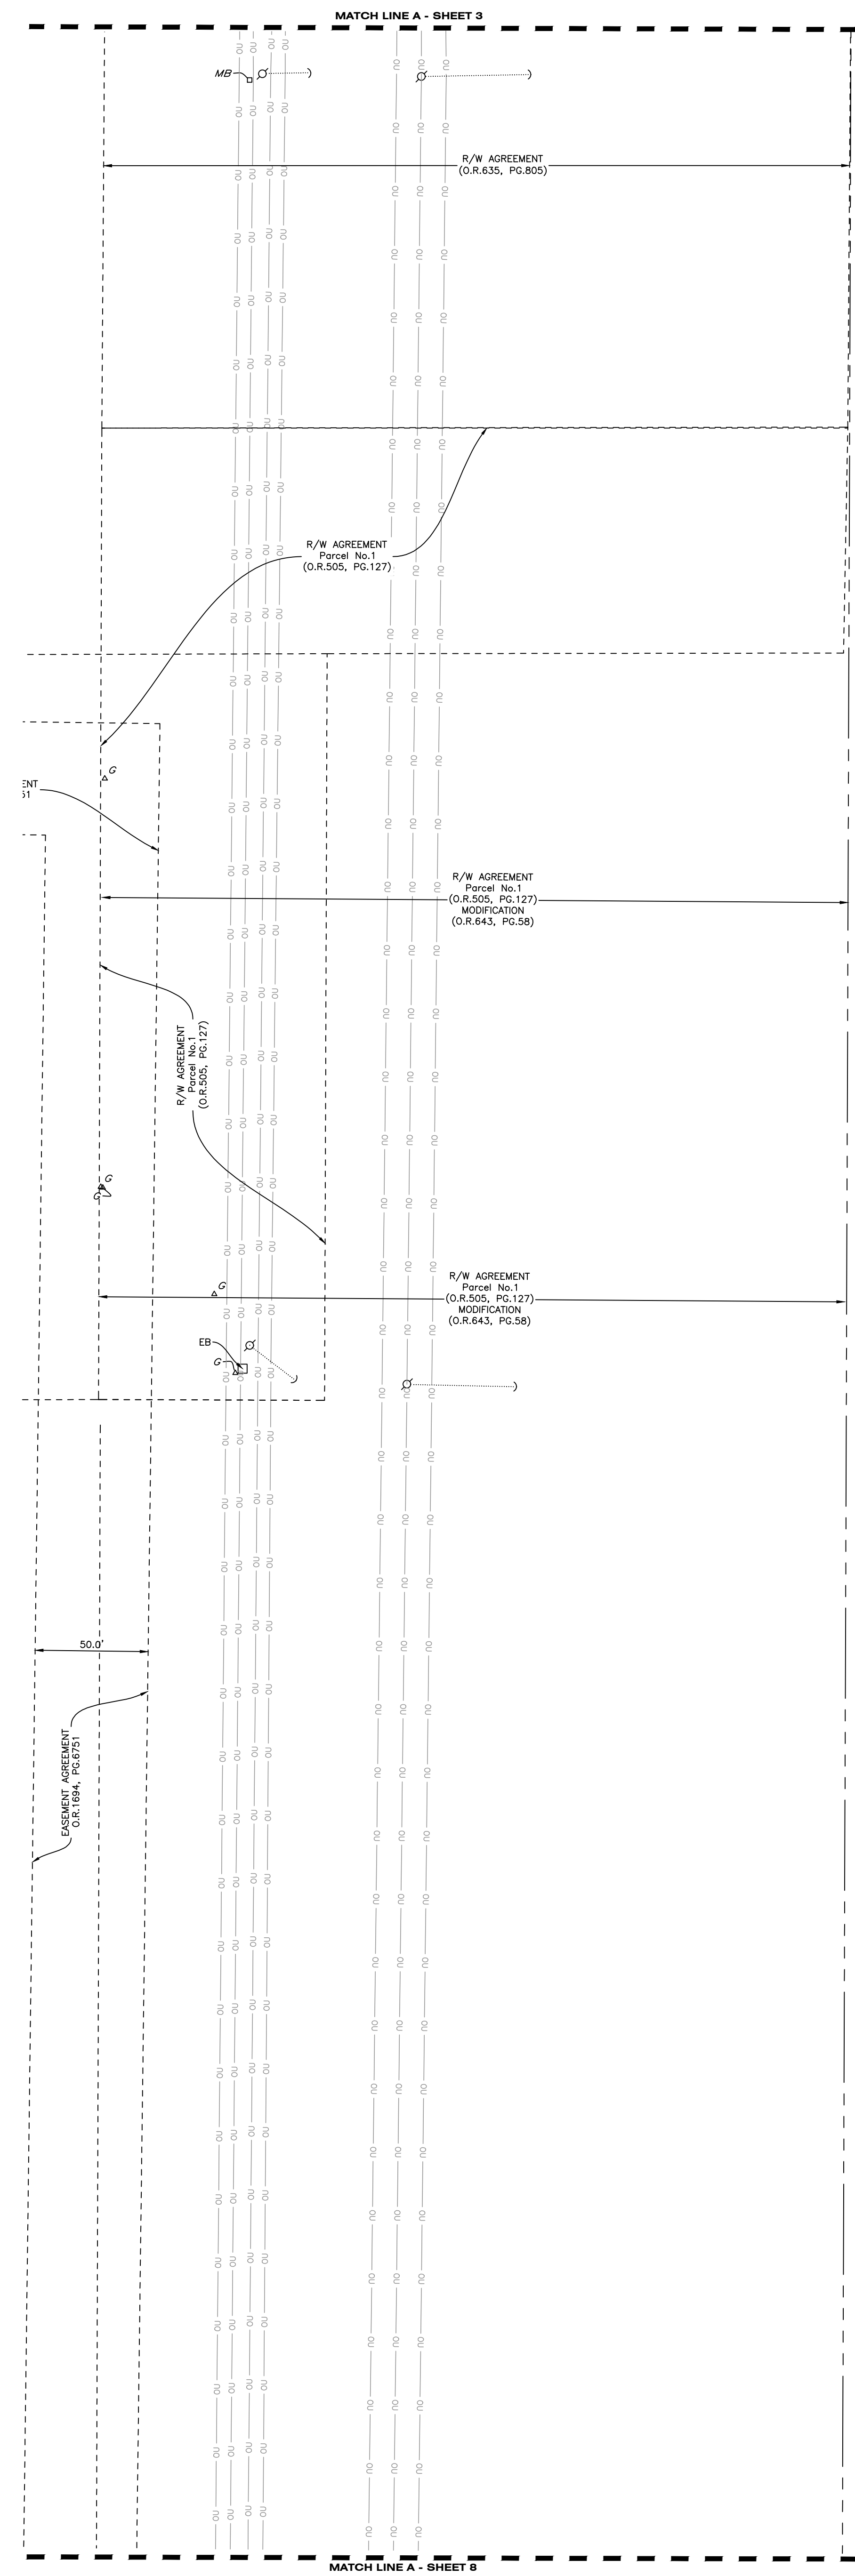 MATCH LINE A - SHEET 3
MB
R/W AGREEMENT
(O.R.635, PG.805)
R/W AGREEMENT
Parcel No.1
(O.R.505, PG.127)
G
ENT
51
R/W AGREEMENT
Parcel No.1
(O.R.505, PG.127)
MODIFICATION
(O.R.643, PG.58)
R/W AGREEMENT
Parcel No.1
(O.R.505, PG.127)
G
G
G
R/W AGREEMENT
Parcel No.1
(O.R.505, PG.127)
MODIFICATION
(O.R.643, PG.58)
EB
G
50.0'
EASEMENT AGREEMENT
O.R.1694, PG.6751
OU
MATCH LINE A - SHEET 8